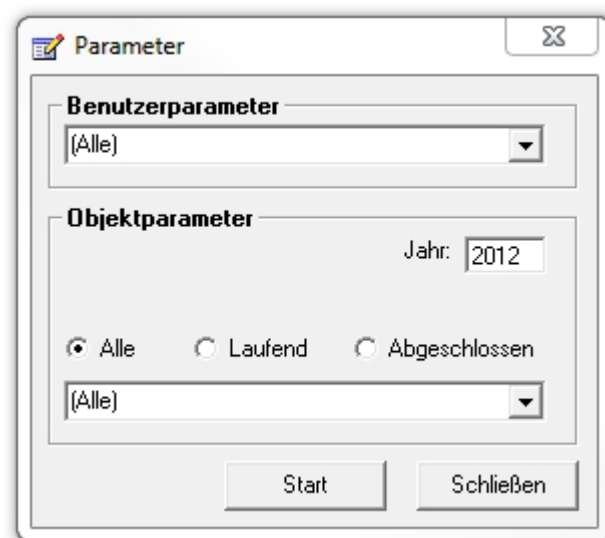 Parameter
Benutzerparameter
(Alle)
Objektparameter
Jahr: 2012
Alle Laufend Abgeschlossen
(Alle)
Start Schließen